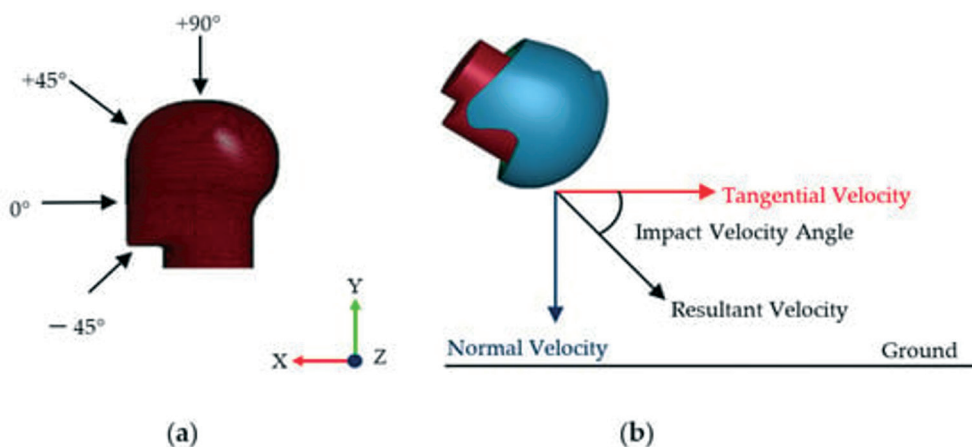 +90°
+45°
0°
− 45°
Y
X
Z
(a)
Tangential Velocity
Impact Velocity Angle
Resultant Velocity
Normal Velocity
Ground
(b)